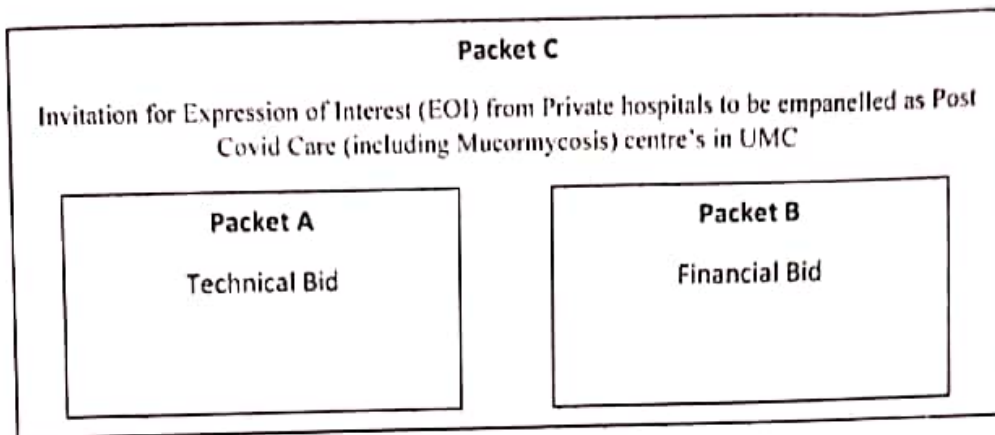 Packet C
Invitation for Expression of Interest (EOI) from Private hospitals to be empanelled as Post
Covid Care (including Mucormycosis) centre's in UMC
Packet A
Technical Bid
Packet B
Financial Bid